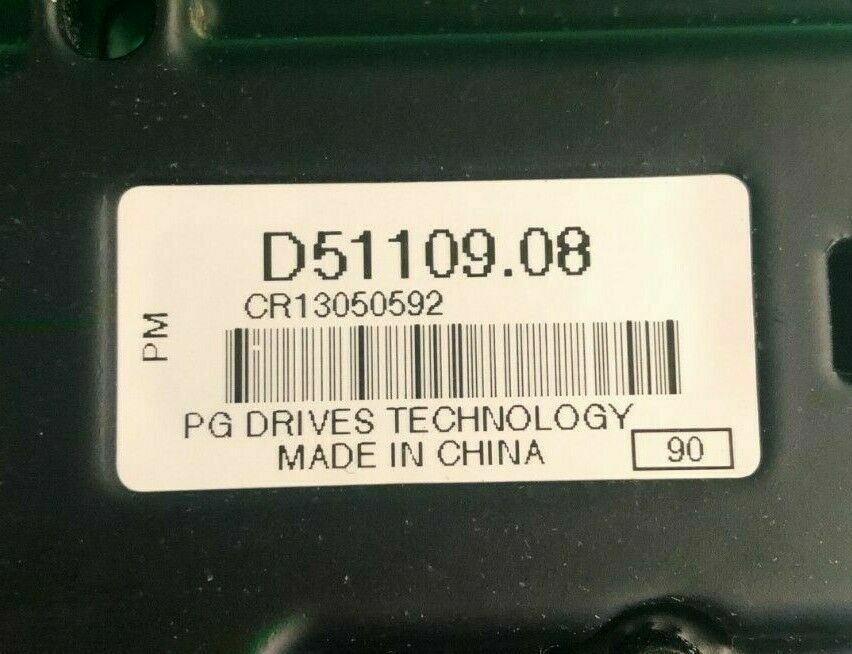 D51109.08
CR13050592
PM
PG DRIVES TECHNOLOGY
MADE IN CHINA
90